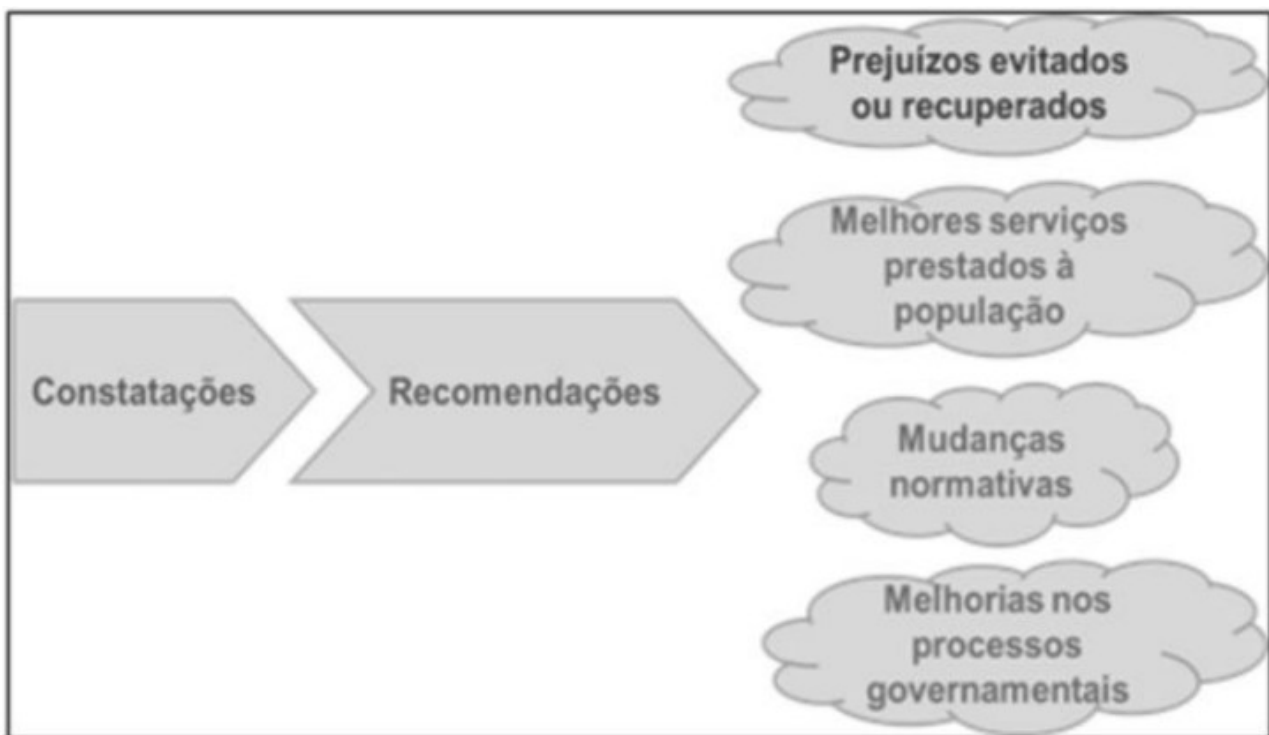 Constatações
Recomendações
Prejuízos evitados
ou recuperados
Melhores serviços
prestados à
população
Mudanças
normativas
Melhorias nos
processos
governamentais